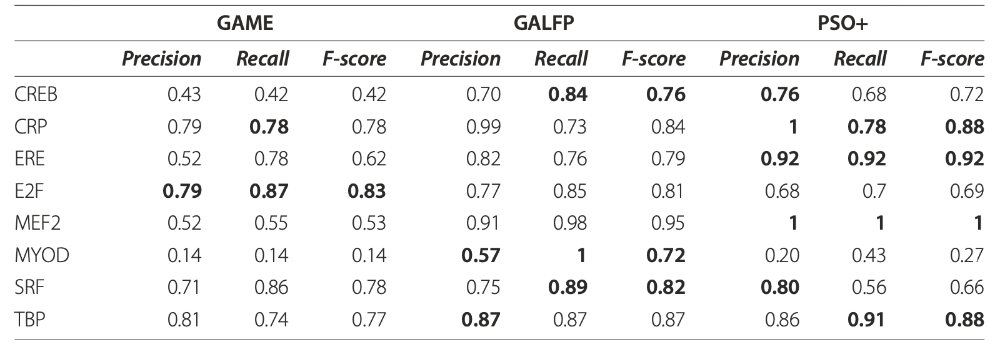 GAME GALFP PSO+
Precision Recall F-score Precision Recall F-score Precision Recall F-score
CREB 0.43 0.42 0.42 0.70 0.84 0.76 0.76 0.68 0.72
CRP 0.79 0.78 0.78 0.99 0.73 0.84 1 0.78 0.88
ERE 0.52 0.78 0.62 0.82 0.76 0.79 0.92 0.92 0.92
E2F 0.79 0.87 0.83 0.77 0.85 0.81 0.68 0.7 0.69
MEF2 0.52 0.55 0.53 0.91 0.98 0.95 1 1 1
MYOD 0.14 0.14 0.14 0.57 1 0.72 0.20 0.43 0.27
SRF 0.71 0.86 0.78 0.75 0.89 0.82 0.80 0.56 0.66
TBP 0.81 0.74 0.77 0.87 0.87 0.87 0.86 0.91 0.88